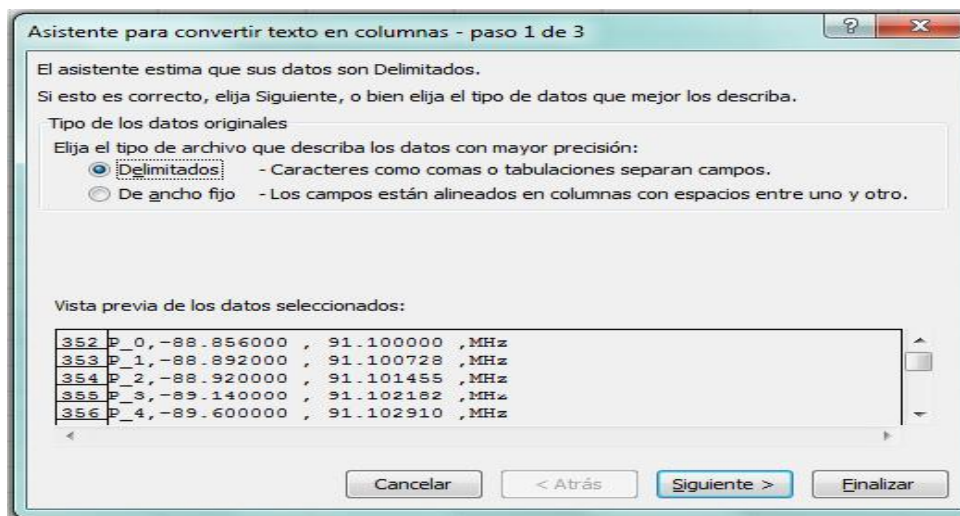 Asistente para convertir texto en columnas - paso 1 de 3
El asistente estima que sus datos son Delimitados.
Si esto es correcto, elija Siguiente, o bien elija el tipo de datos que mejor los describa.
Tipo de los datos originales
Elija el tipo de archivo que describa los datos con mayor precisión:
Delimitados - Caracteres como comas o tabulaciones separan campos.
De ancho fijo - Los campos están alineados en columnas con espacios entre uno y otro.
Vista previa de los datos seleccionados:
352 P_0,-88.856000 , 91.100000 ,MHz
353 P_1,-88.892000 , 91.100728 ,MHz
354 P_2,-88.920000 , 91.101455 ,MHz
355 P_3,-89.140000 , 91.102182 ,MHz
356 P_4,-89.600000 , 91.102910 ,MHz
Cancelar < Atrás Siguiente > Finalizar